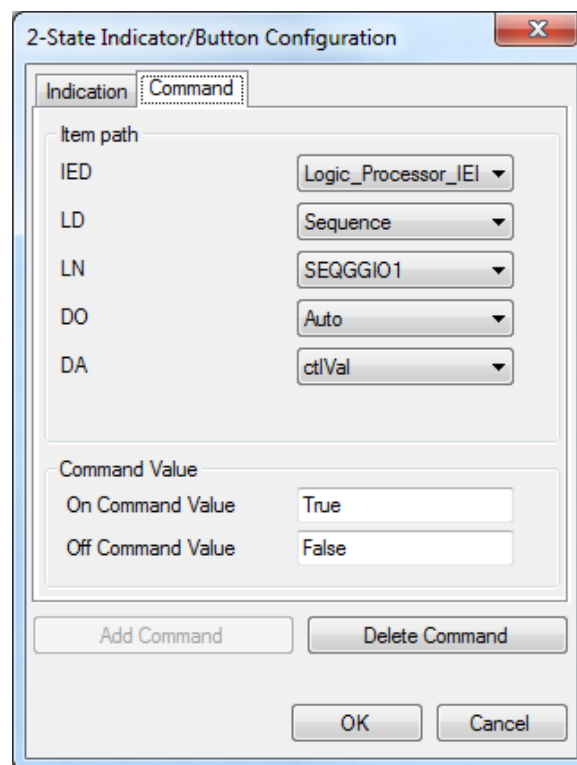 2-State Indicator/Button Configuration
Indication Command
Item path
IED Logic_Processor_IEI
LD Sequence
LN SEQGGIO1
DO Auto
DA ctlVal
Command Value
On Command Value True
Off Command Value False
Add Command Delete Command
OK Cancel